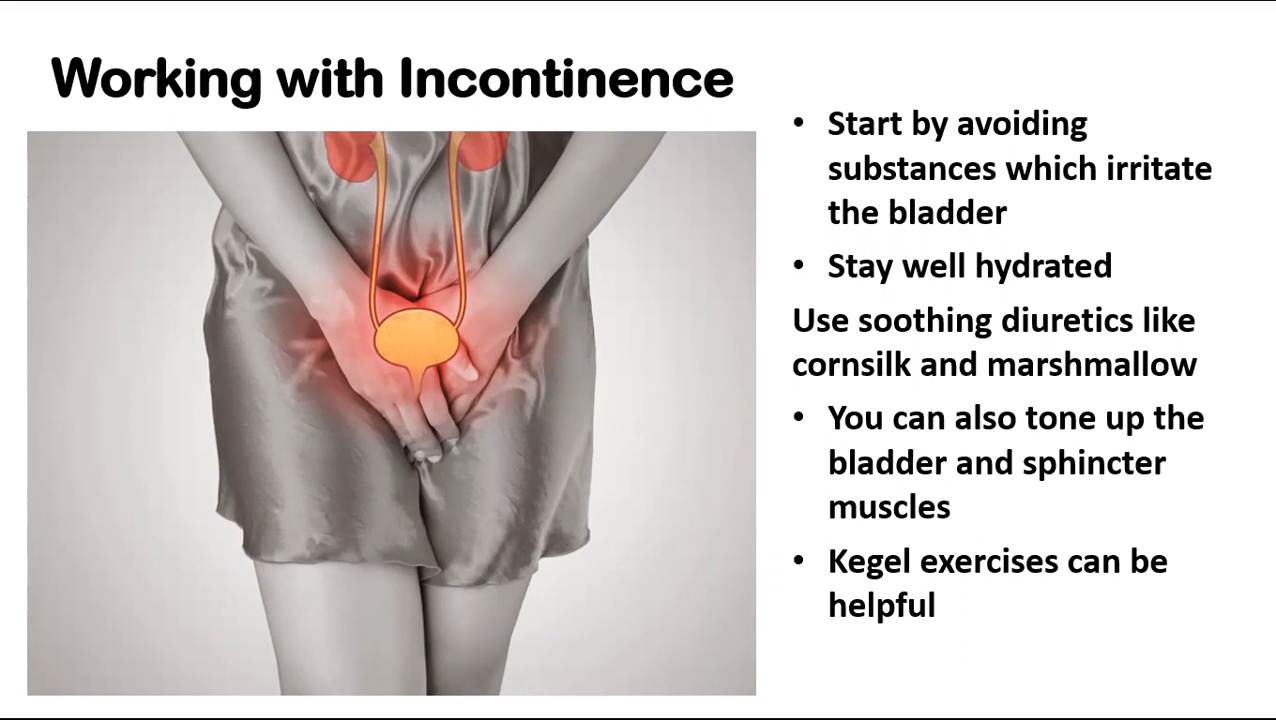 Working with Incontinence
• Start by avoiding
substances which irritate
the bladder
• Stay well hydrated
Use soothing diuretics like
cornsilk and marshmallow
• You can also tone up the
bladder and sphincter
muscles
• Kegel exercises can be
helpful